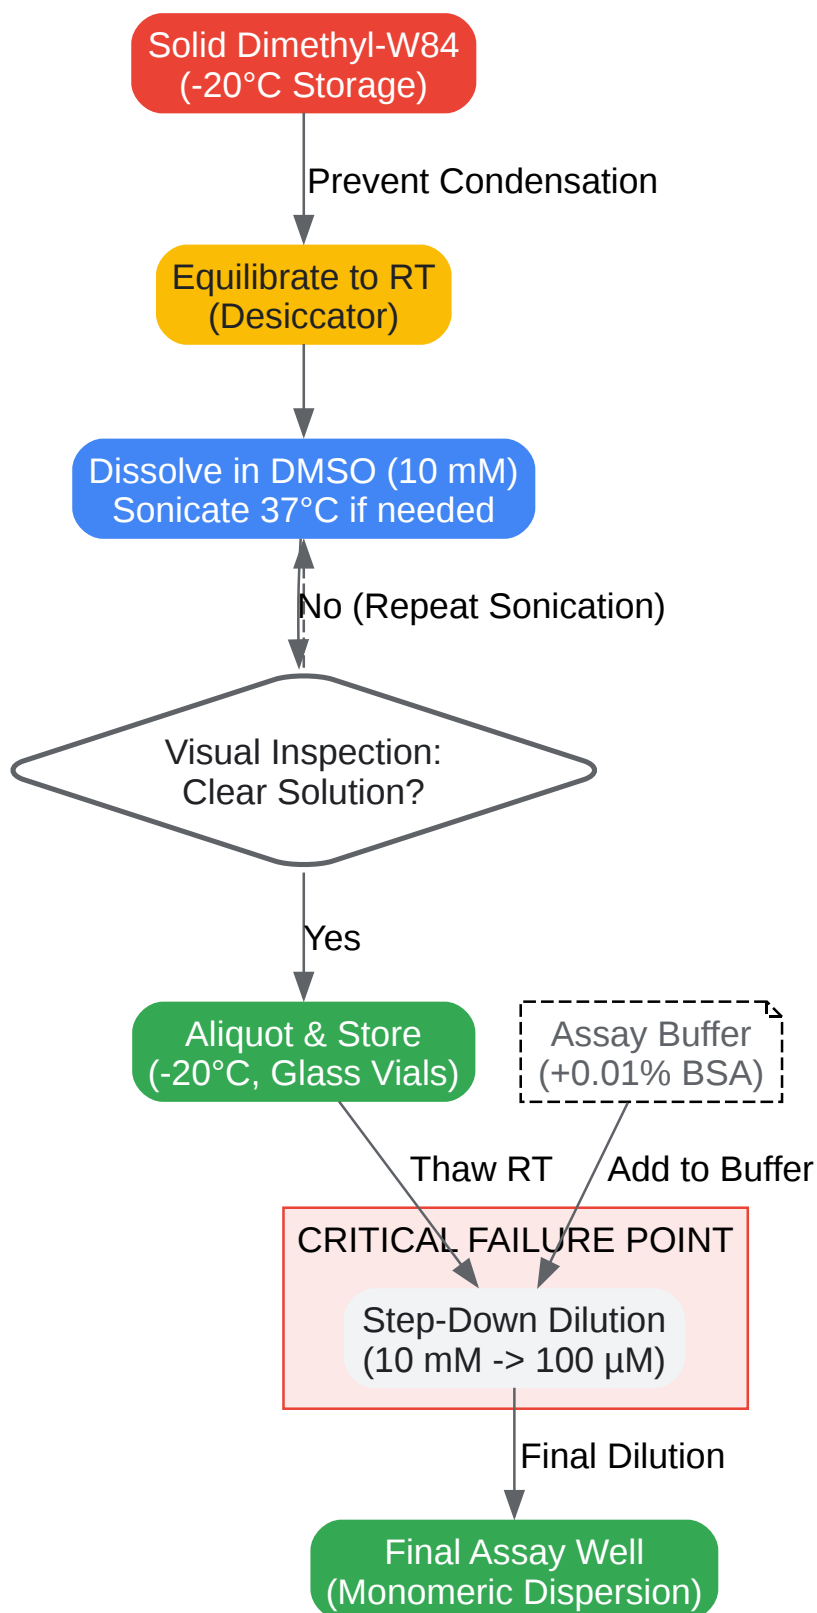 Solid Dimethyl-W84
(-20°C Storage)
Prevent Condensation
Equilibrate to RT
(Desiccator)
Dissolve in DMSO (10 mM)
Sonicate 37°C if needed
No (Repeat Sonication)
Visual Inspection:
Clear Solution?
Yes
Aliquot & Store
(-20°C, Glass Vials)
Assay Buffer
(+0.01% BSA)
Thaw RT
Add to Buffer
CRITICAL FAILURE POINT
Step-Down Dilution
(10 mM -> 100 µM)
Final Dilution
Final Assay Well
(Monomeric Dispersion)